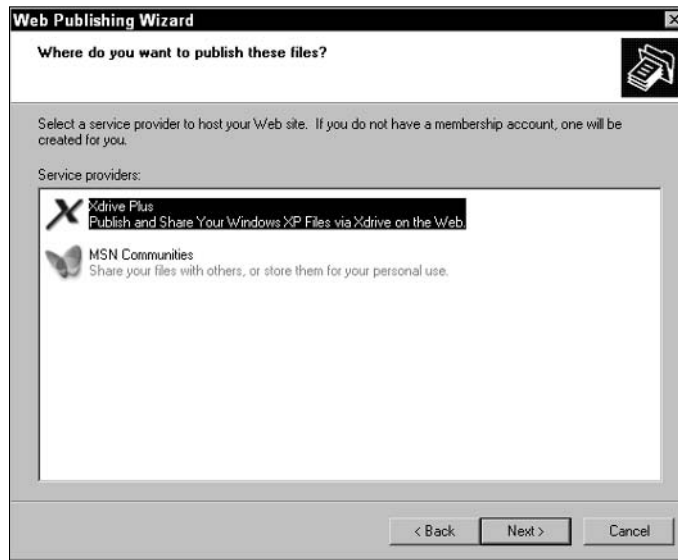 Web Publishing Wizard
Where do you want to publish these files?
Select a service provider to host your Web site. If you do not have a membership account, one will be
created for you.
Service providers:
Xdrive Plus
Publish and Share Your Windows XP Files via Xdrive on the Web.
MSN Communities
Share your files with others, or store them for your personal use.
< Back Next > Cancel